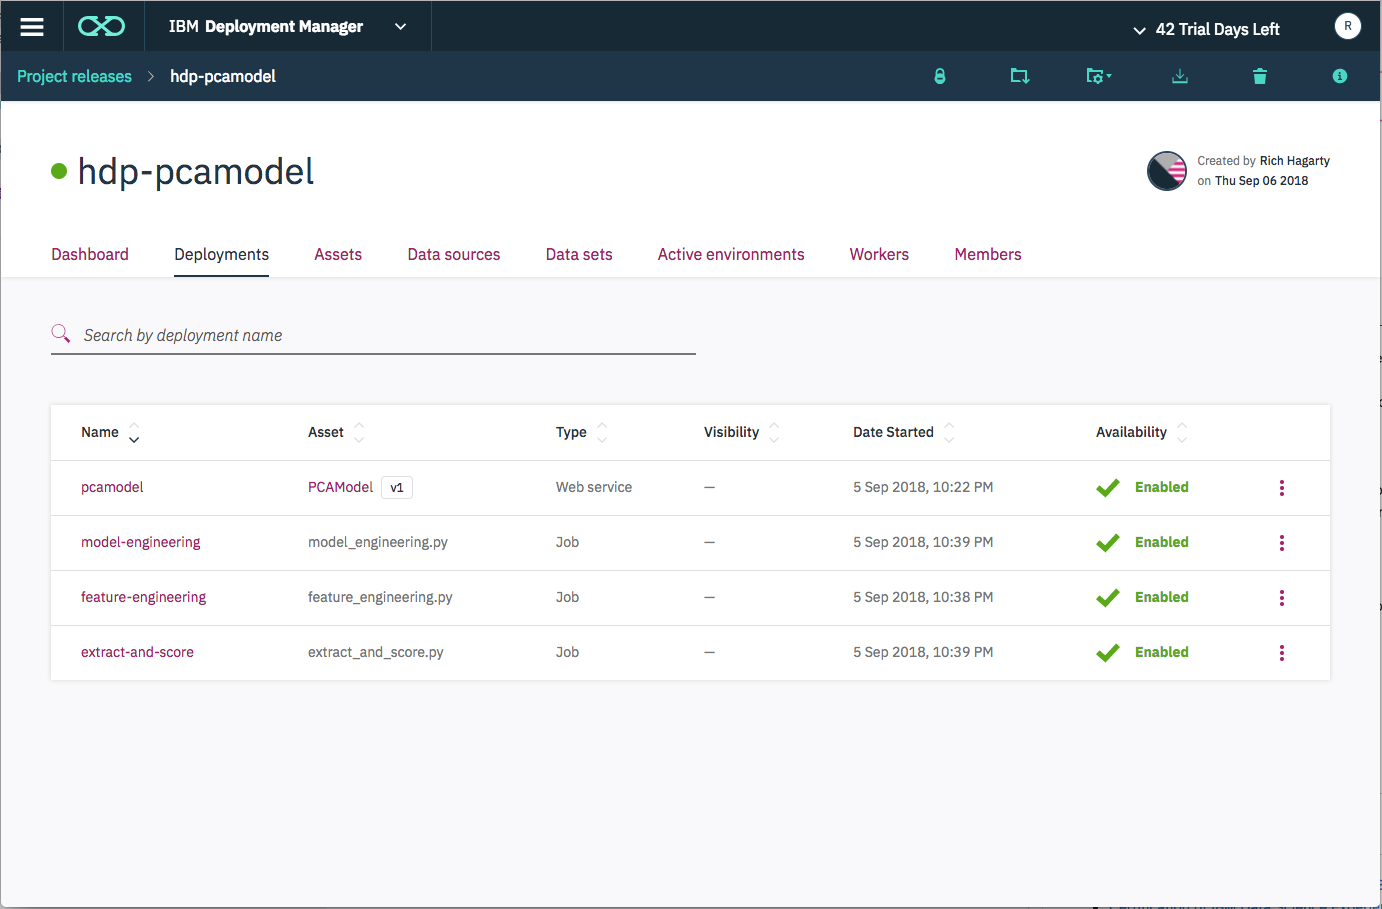 IBM Deployment Manager
42 Trial Days Left
R
Project releases > hdp-pcamodel
hdp-pcamodel
Created by Rich Hagarty
on Thu Sep 06 2018
Dashboard Deployments Assets Data sources Data sets Active environments Workers Members
Search by deployment name
Name Asset Type Visibility Date Started Availability
pcamodel PCAModel v1 Web service — 5 Sep 2018, 10:22 PM Enabled
model-engineering model_engineering.py Job — 5 Sep 2018, 10:39 PM Enabled
feature-engineering feature_engineering.py Job — 5 Sep 2018, 10:38 PM Enabled
extract-and-score extract_and_score.py Job — 5 Sep 2018, 10:39 PM Enabled